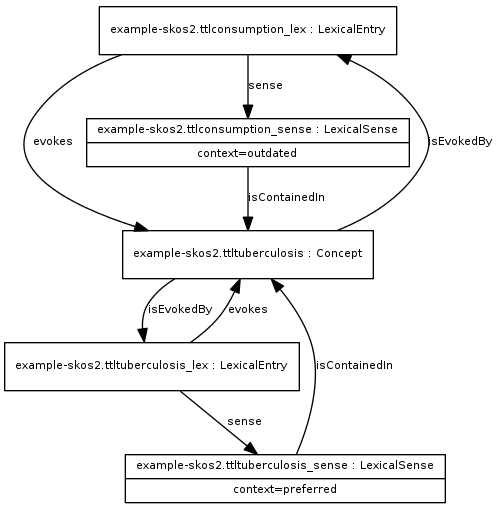 example-skos2.ttlconsumption_lex : LexicalEntry
sense
example-skos2.ttlconsumption_sense : LexicalSense
evokes
isEvokedBy
context=outdated
isContainedIn
example-skos2.ttltuberculosis : Concept
isEvokedBy
evokes
example-skos2.ttltuberculosis_lex : LexicalEntry
isContainedIn
sense
example-skos2.ttltuberculosis_sense : LexicalSense
context=preferred